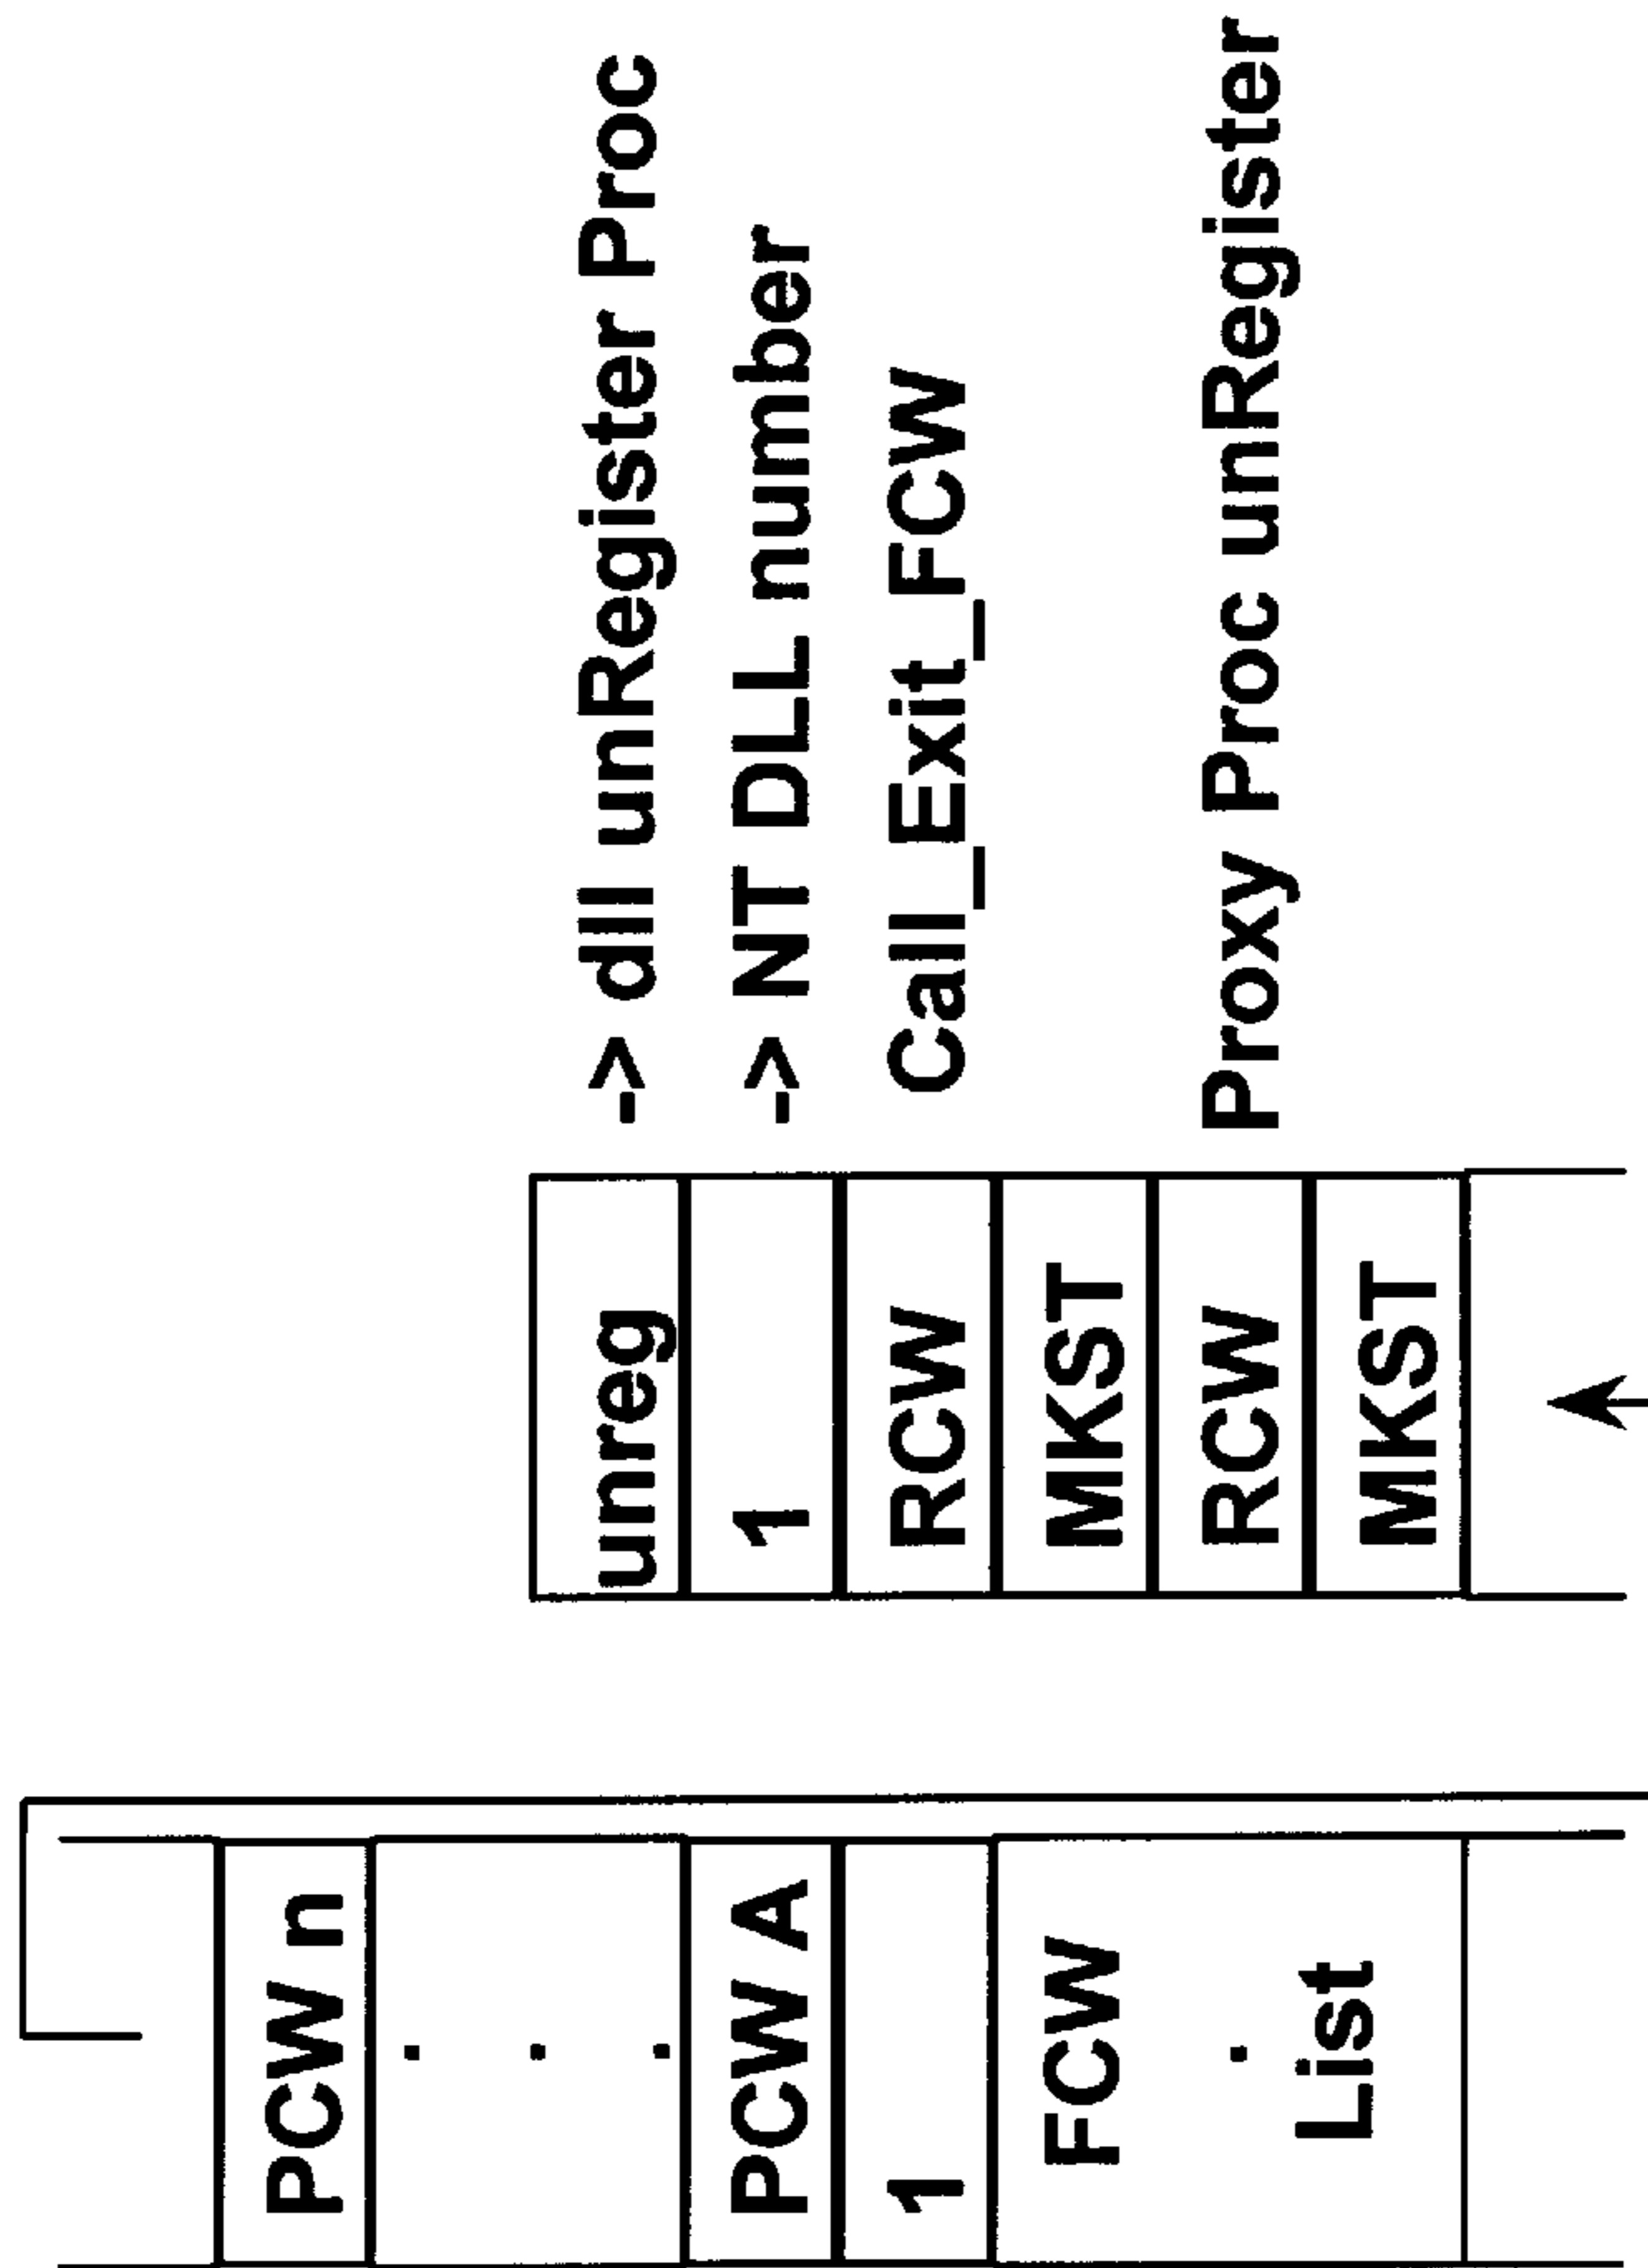 PCW n
.
.
.
PCW A
1
FCW
.
List
unreg -> dll unRegister Proc
1 -> NT DLL number
RCW Call_Exit_FCW
MKST
RCW Proxy Proc unRegister
MKST